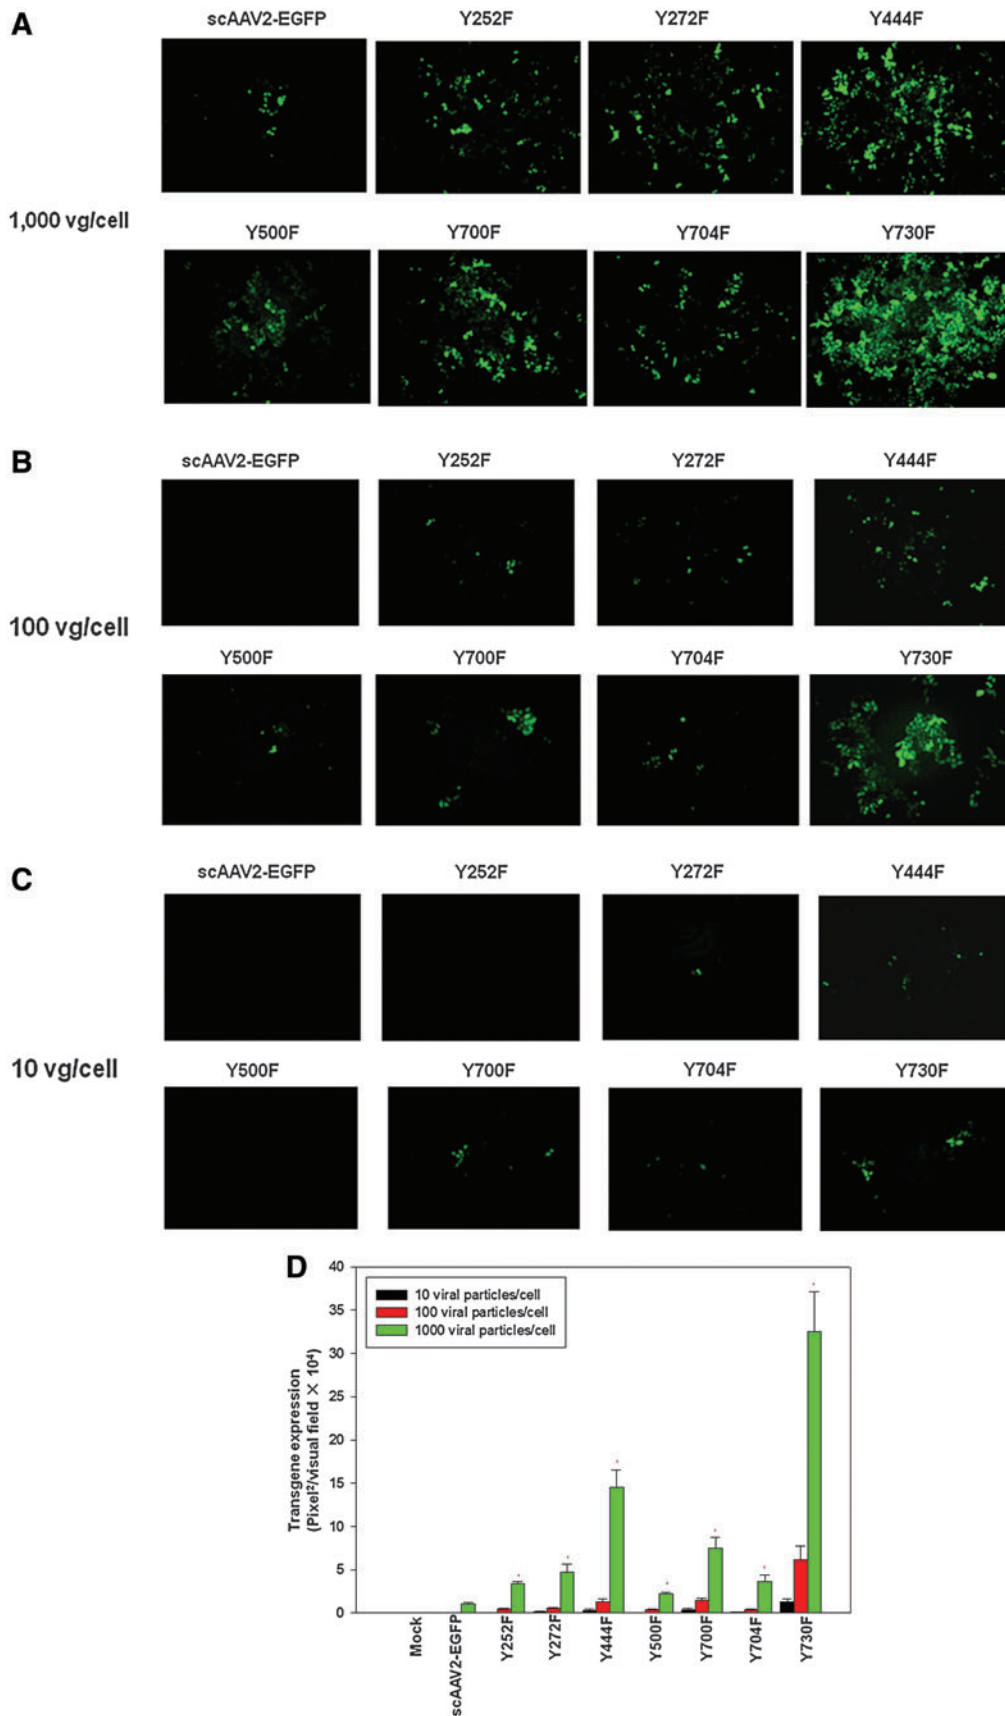 A
scAAV2-EGFP Y252F Y272F Y444F
1,000 vg/cell
Y500F Y700F Y704F Y730F
B
scAAV2-EGFP Y252F Y272F Y444F
100 vg/cell
Y500F Y700F Y704F Y730F
C
scAAV2-EGFP Y252F Y272F Y444F
10 vg/cell
Y500F Y700F Y704F Y730F
D
Transgene expression
(Pixel²/visual field × 10⁴)
40
35
30
25
20
15
10
5
0
10 viral particles/cell
100 viral particles/cell
1000 viral particles/cell
Mock
scAAV2-EGFP
Y252F
Y272F
Y444F
Y500F
Y700F
Y704F
Y730F